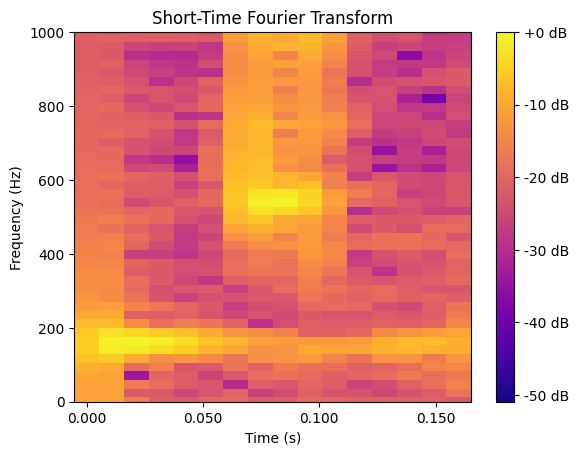 Short-Time Fourier Transform
1000
800
600
400
200
0
Frequency (Hz)
0.000
0.050
0.100
0.150
Time (s)
+0 dB
-10 dB
-20 dB
-30 dB
-40 dB
-50 dB